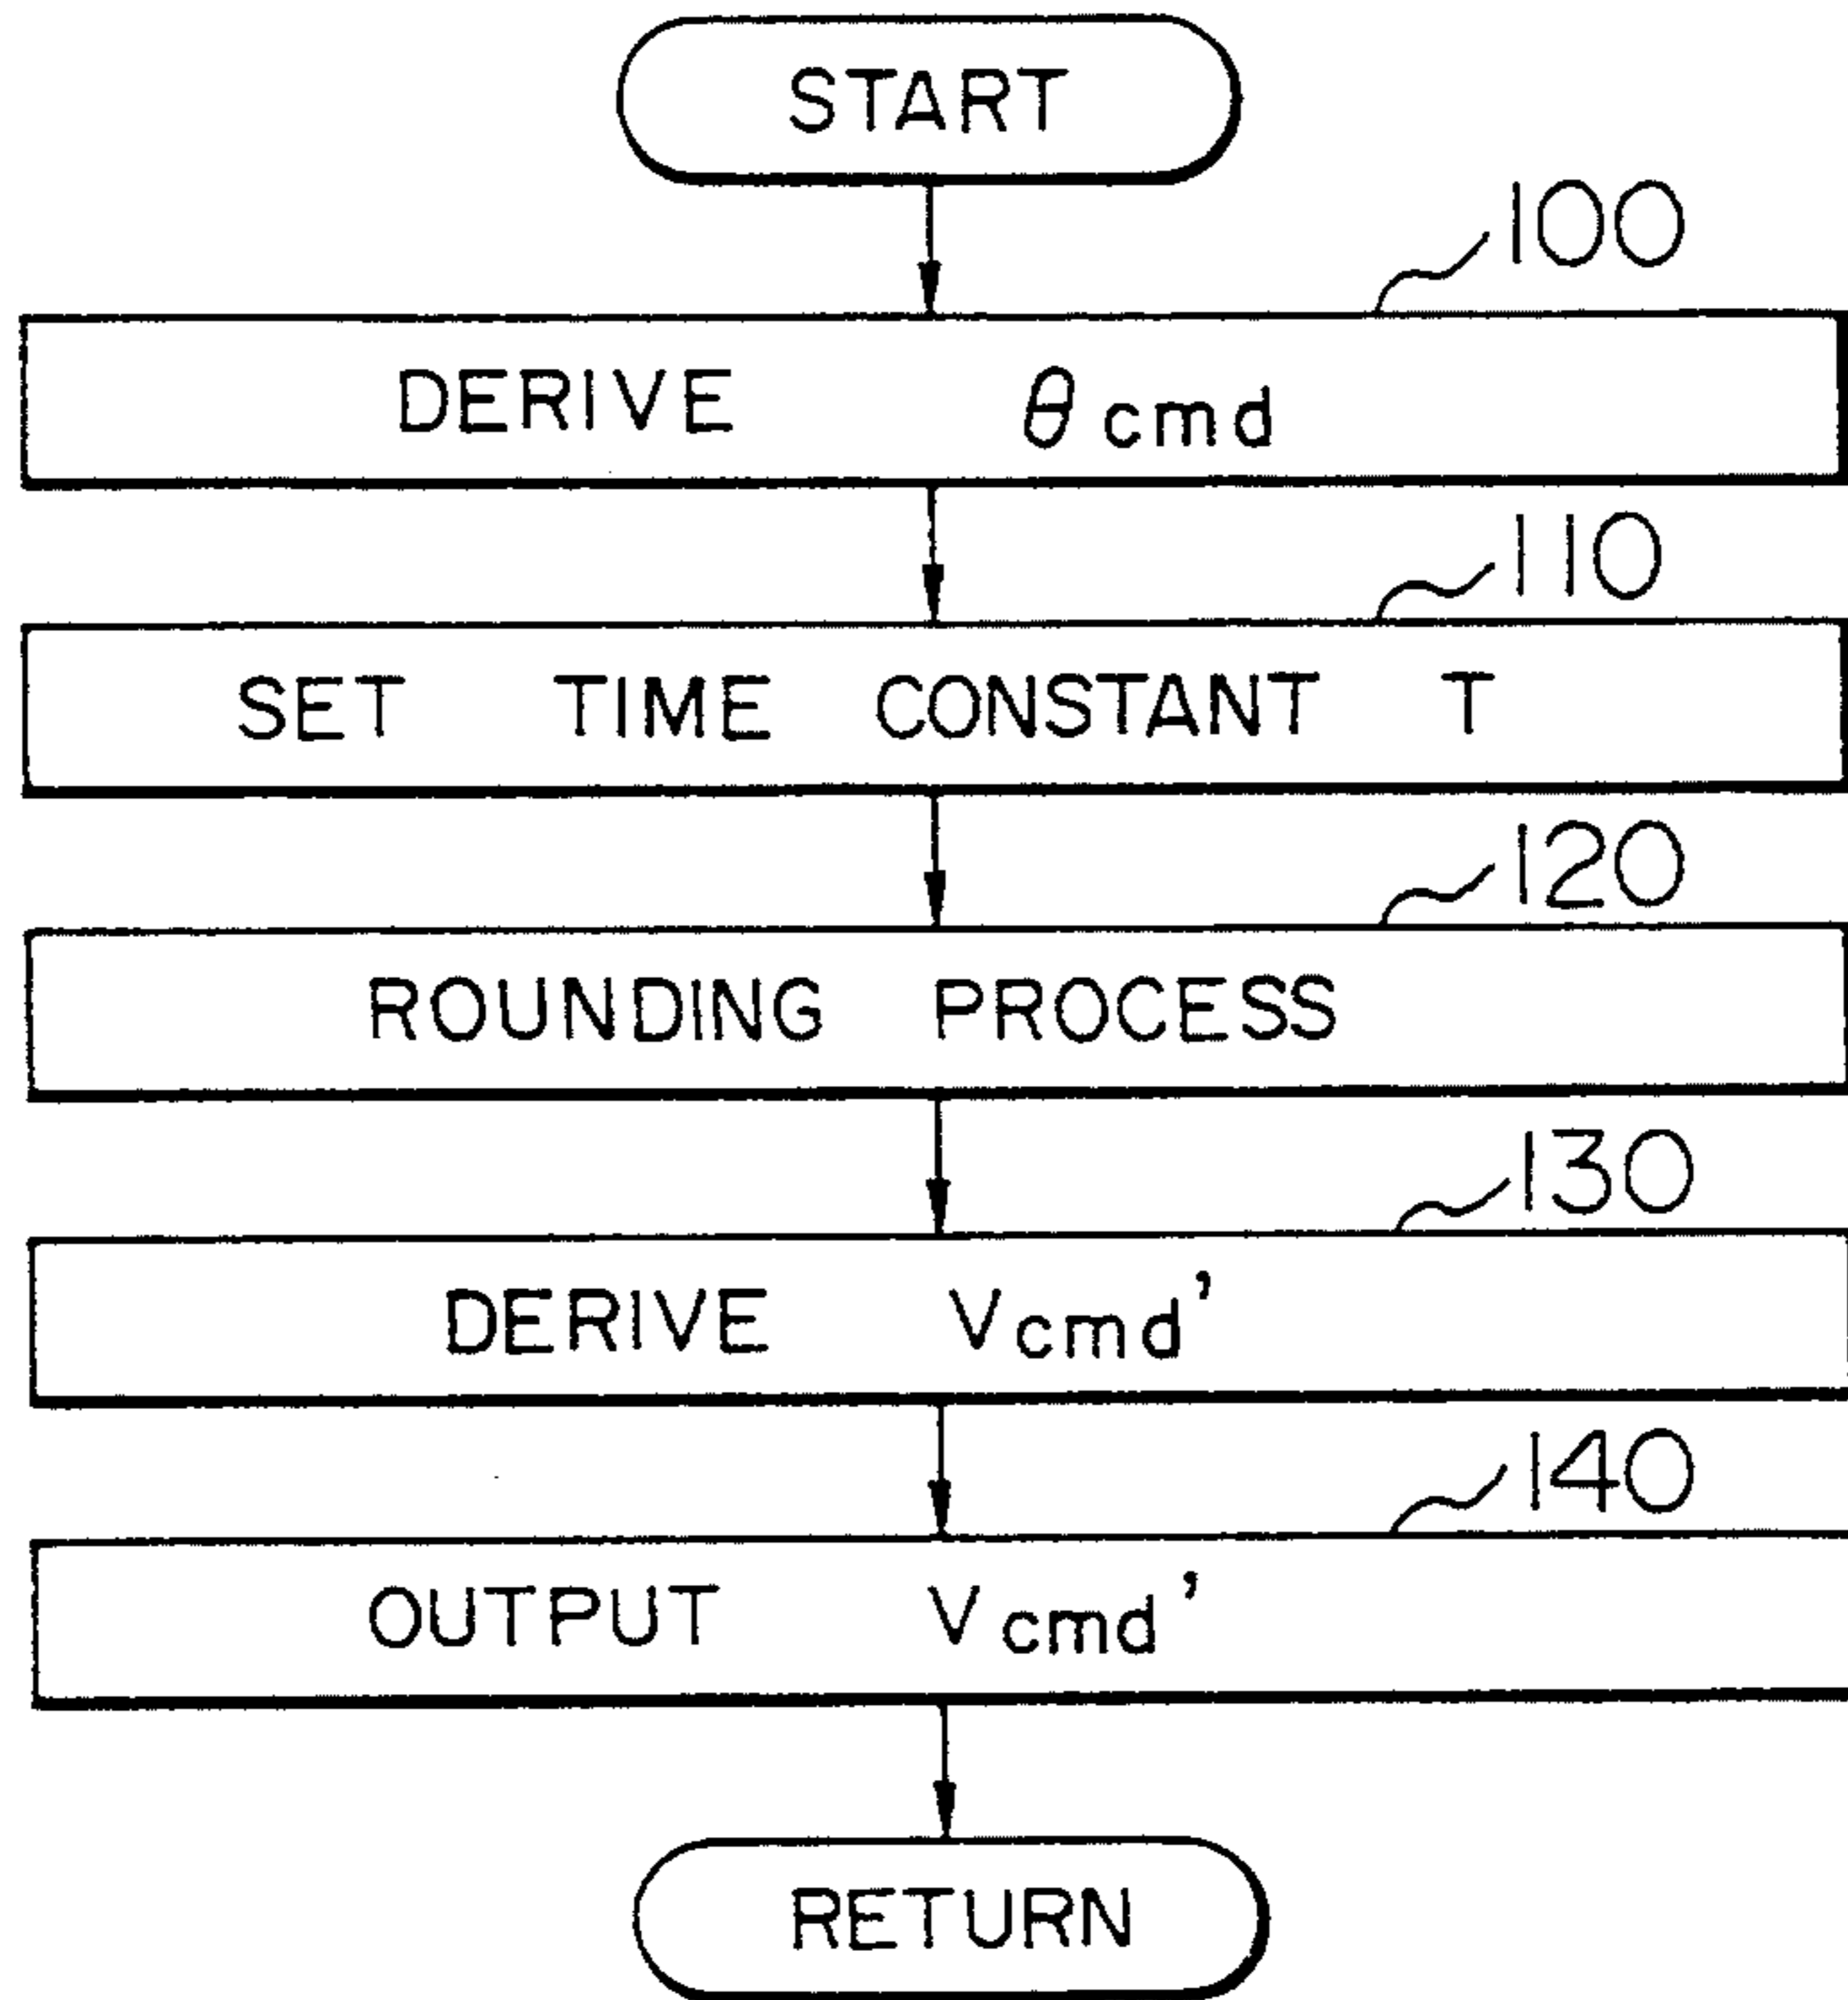 START
100
DERIVE θcmd
110
SET TIME CONSTANT T
120
ROUNDING PROCESS
130
DERIVE Vcmd'
140
OUTPUT Vcmd'
RETURN